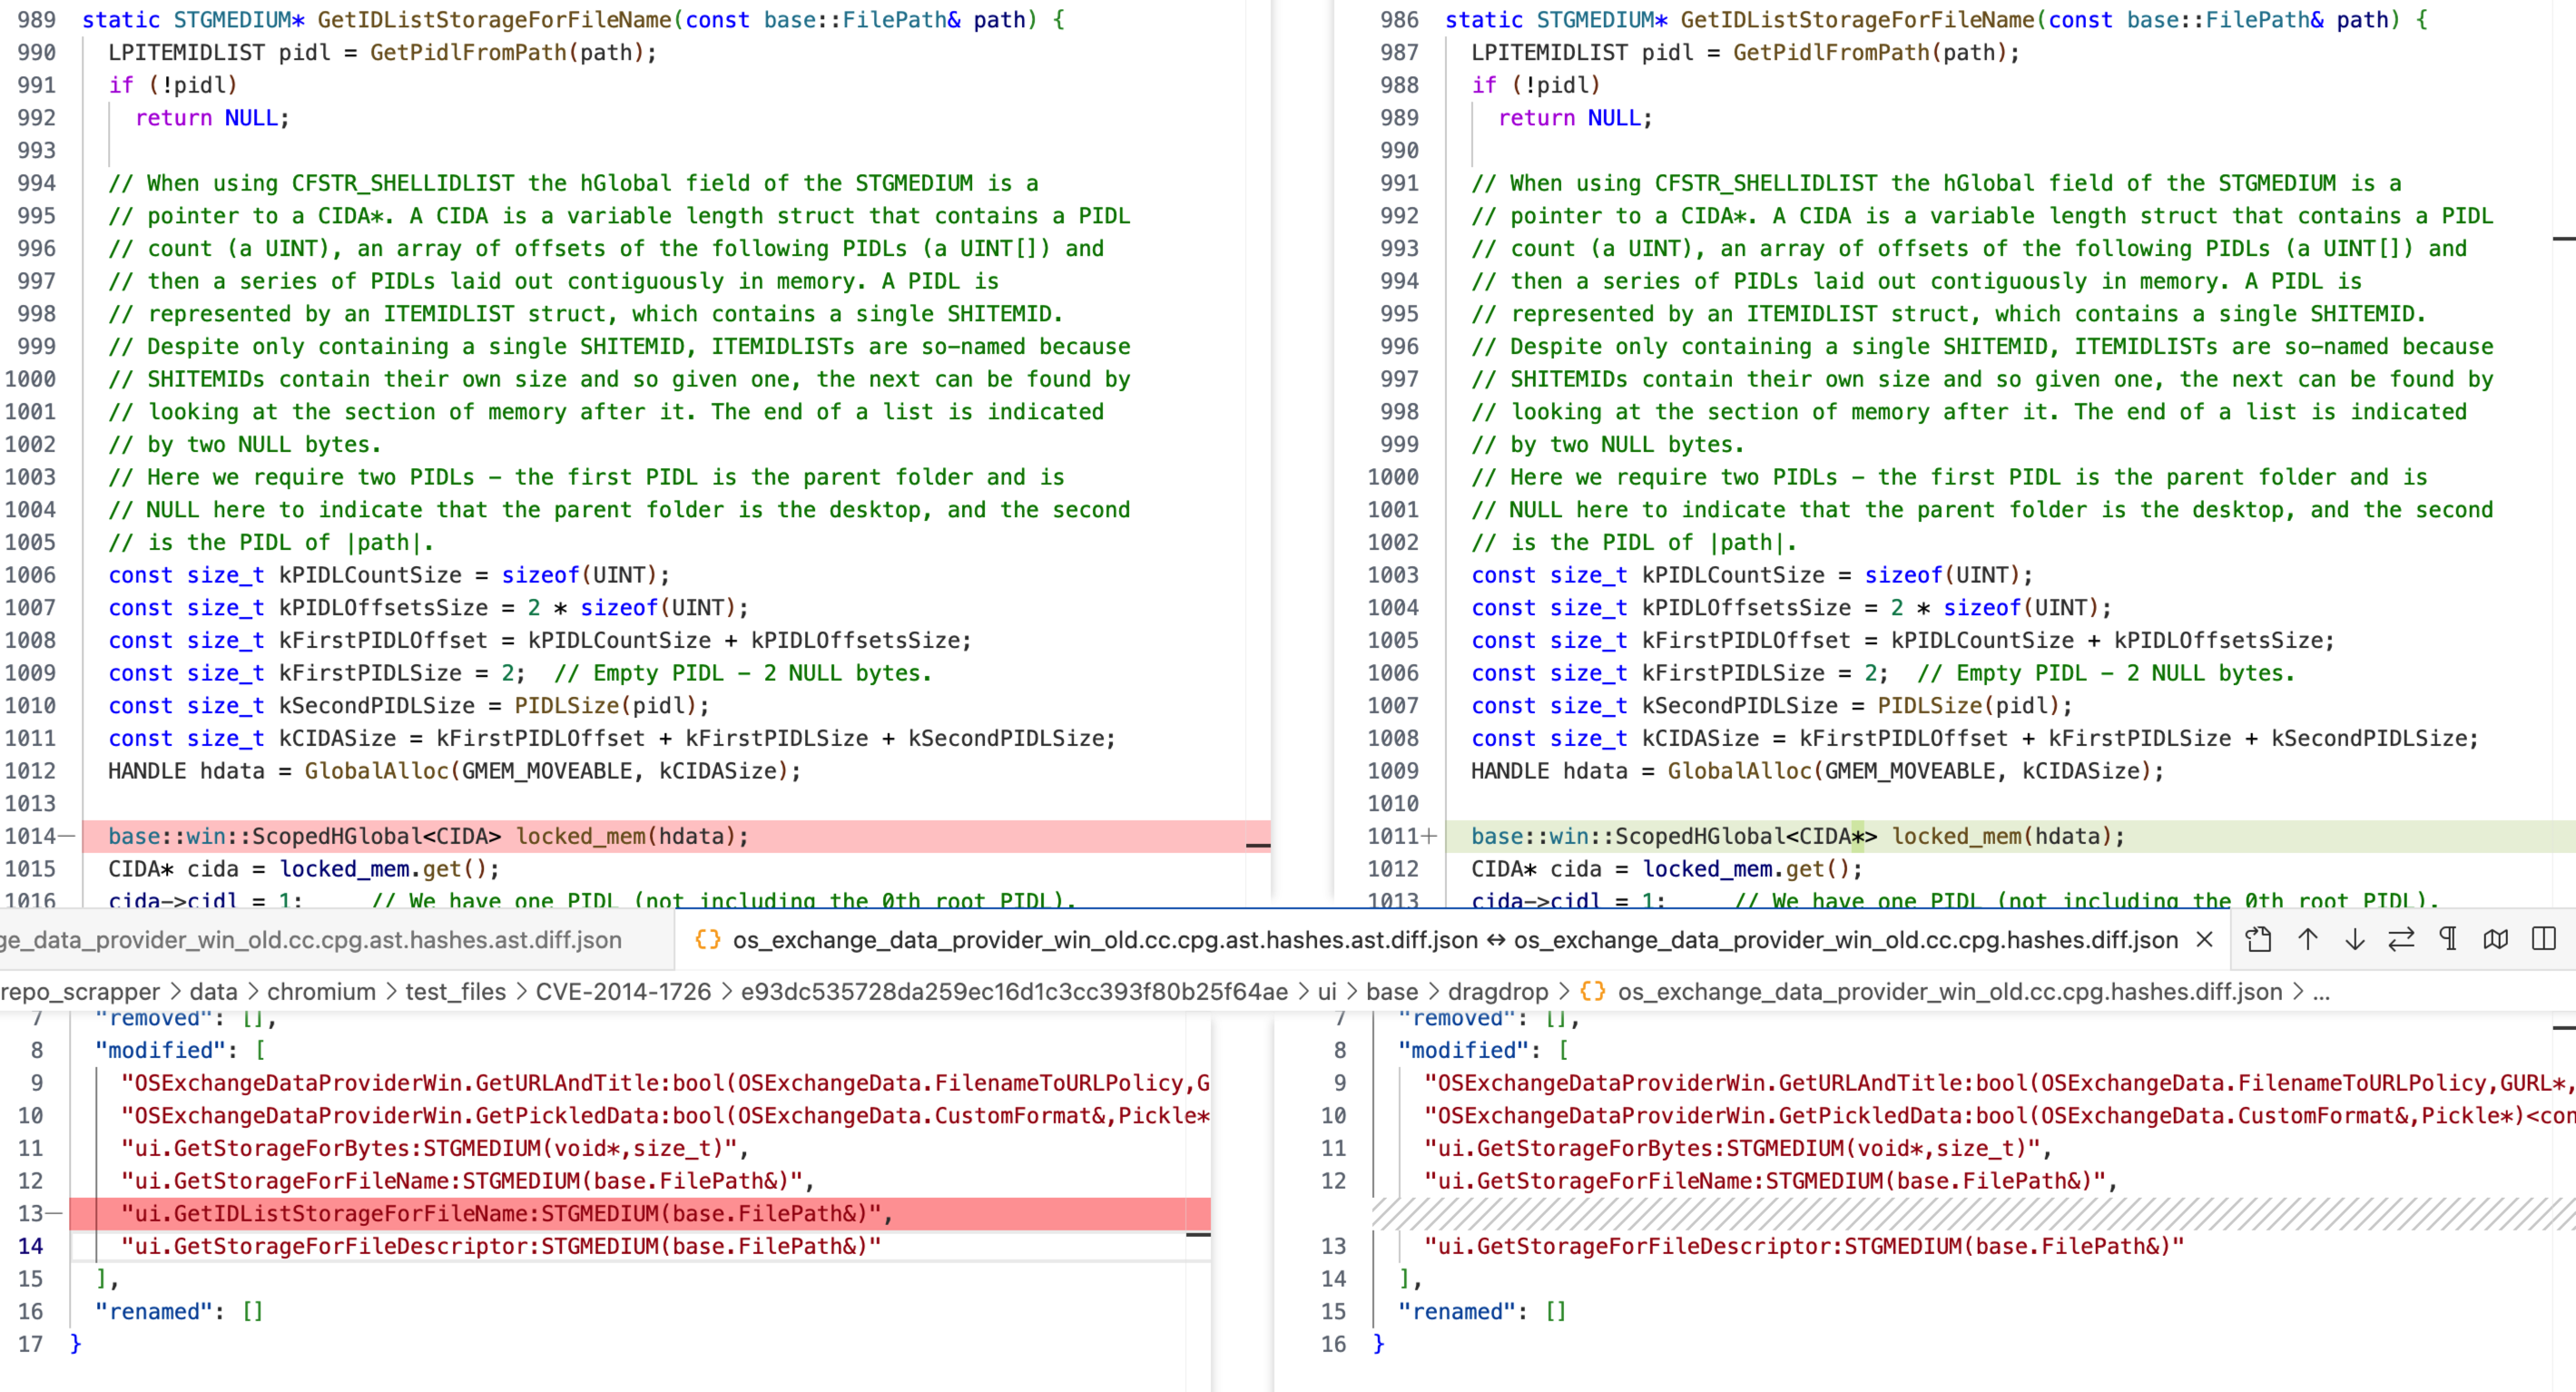 989 static STGMEDIUM* GetIDListStorageForFileName(const base::FilePath& path) {
990 LPITEMIDLIST pidl = GetPidlFromPath(path);
991 if (!pidl)
992 return NULL;
993
994 // When using CFSTR_SHELLIDLIST the hGlobal field of the STGMEDIUM is a
995 // pointer to a CIDA*. A CIDA is a variable length struct that contains a PIDL
996 // count (a UINT), an array of offsets of the following PIDLs (a UINT[]) and
997 // then a series of PIDLs laid out contiguously in memory. A PIDL is
998 // represented by an ITEMIDLIST struct, which contains a single SHITEMID.
999 // Despite only containing a single SHITEMID, ITEMIDLISTs are so-named because
1000 // SHITEMIDs contain their own size and so given one, the next can be found by
1001 // looking at the section of memory after it. The end of a list is indicated
1002 // by two NULL bytes.
1003 // Here we require two PIDLs - the first PIDL is the parent folder and is
1004 // NULL here to indicate that the parent folder is the desktop, and the second
1005 // is the PIDL of |path|.
1006 const size_t kPIDLCountSize = sizeof(UINT);
1007 const size_t kPIDLOffsetsSize = 2 * sizeof(UINT);
1008 const size_t kFirstPIDLOffset = kPIDLCountSize + kPIDLOffsetsSize;
1009 const size_t kFirstPIDLSize = 2; // Empty PIDL - 2 NULL bytes.
1010 const size_t kSecondPIDLSize = PIDLSize(pidl);
1011 const size_t kCIDASize = kFirstPIDLOffset + kFirstPIDLSize + kSecondPIDLSize;
1012 HANDLE hdata = GlobalAlloc(GMEM_MOVEABLE, kCIDASize);
1013
1014— base::win::ScopedHGlobal<CIDA> locked_mem(hdata);
1015 CIDA* cida = locked_mem.get();
1016 cida->cidl = 1; // We have one PIDL (not including the 0th root PIDL).
986 static STGMEDIUM* GetIDListStorageForFileName(const base::FilePath& path) {
987 LPITEMIDLIST pidl = GetPidlFromPath(path);
988 if (!pidl)
989 return NULL;
990
991 // When using CFSTR_SHELLIDLIST the hGlobal field of the STGMEDIUM is a
992 // pointer to a CIDA*. A CIDA is a variable length struct that contains a PIDL
993 // count (a UINT), an array of offsets of the following PIDLs (a UINT[]) and
994 // then a series of PIDLs laid out contiguously in memory. A PIDL is
995 // represented by an ITEMIDLIST struct, which contains a single SHITEMID.
996 // Despite only containing a single SHITEMID, ITEMIDLISTs are so-named because
997 // SHITEMIDs contain their own size and so given one, the next can be found by
998 // looking at the section of memory after it. The end of a list is indicated
999 // by two NULL bytes.
1000 // Here we require two PIDLs - the first PIDL is the parent folder and is
1001 // NULL here to indicate that the parent folder is the desktop, and the second
1002 // is the PIDL of |path|.
1003 const size_t kPIDLCountSize = sizeof(UINT);
1004 const size_t kPIDLOffsetsSize = 2 * sizeof(UINT);
1005 const size_t kFirstPIDLOffset = kPIDLCountSize + kPIDLOffsetsSize;
1006 const size_t kFirstPIDLSize = 2; // Empty PIDL - 2 NULL bytes.
1007 const size_t kSecondPIDLSize = PIDLSize(pidl);
1008 const size_t kCIDASize = kFirstPIDLOffset + kFirstPIDLSize + kSecondPIDLSize;
1009 HANDLE hdata = GlobalAlloc(GMEM_MOVEABLE, kCIDASize);
1010
1011+ base::win::ScopedHGlobal<CIDA*> locked_mem(hdata);
1012 CIDA* cida = locked_mem.get();
1013 cida->cidl = 1; // We have one PIDL (not including the 0th root PIDL).
ge_data_provider_win_old.cc.cpg.ast.hashes.ast.diff.json
{} os_exchange_data_provider_win_old.cc.cpg.ast.hashes.ast.diff.json ↔ os_exchange_data_provider_win_old.cc.cpg.hashes.diff.json
repo_scrapper > data > chromium > test_files > CVE-2014-1726 > e93dc535728da259ec16d1c3cc393f80b25f64ae > ui > base > dragdrop > {} os_exchange_data_provider_win_old.cc.cpg.hashes.diff.json > ...
7 "removed": [],
8 "modified": [
9 "OSExchangeDataProviderWin.GetURLAndTitle:bool(OSExchangeData.FilenameToURLPolicy,G
10 "OSExchangeDataProviderWin.GetPickledData:bool(OSExchangeData.CustomFormat&,Pickle*
11 "ui.GetStorageForBytes:STGMEDIUM(void*,size_t)",
12 "ui.GetStorageForFileName:STGMEDIUM(base.FilePath&)",
13— "ui.GetIDListStorageForFileName:STGMEDIUM(base.FilePath&)",
14 "ui.GetStorageForFileDescriptor:STGMEDIUM(base.FilePath&)"
15 ],
16 "renamed": []
17 }
7 "removed": [],
8 "modified": [
9 "OSExchangeDataProviderWin.GetURLAndTitle:bool(OSExchangeData.FilenameToURLPolicy,GURL*,
10 "OSExchangeDataProviderWin.GetPickledData:bool(OSExchangeData.CustomFormat&,Pickle*)<con
11 "ui.GetStorageForBytes:STGMEDIUM(void*,size_t)",
12 "ui.GetStorageForFileName:STGMEDIUM(base.FilePath&)",
13 "ui.GetStorageForFileDescriptor:STGMEDIUM(base.FilePath&)"
14 ],
15 "renamed": []
16 }